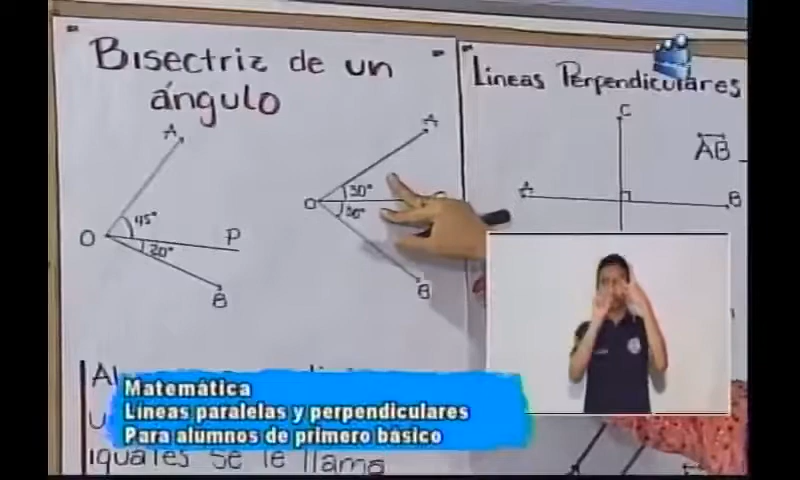 Bisectriz de un
ángulo
A
45°
O
P
20°
B
A
30°
O
30°
B
Líneas Perpendiculares
C
AB
A
B
Matemática
Líneas paralelas y perpendiculares
Para alumnos de primero básico
iguales se le llama